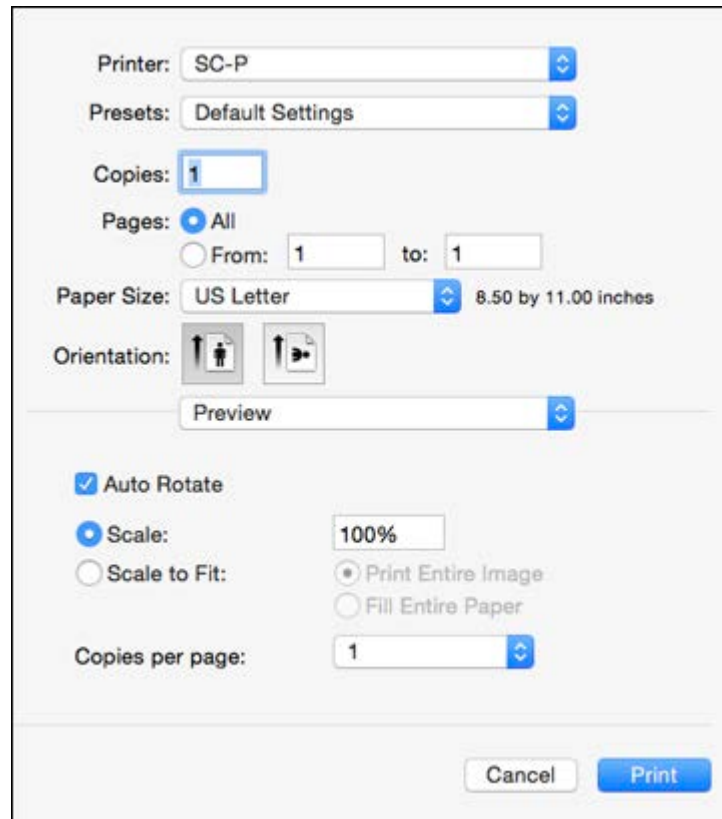 Printer: SC-P
Presets: Default Settings
Copies: 1
Pages: All
From: 1 to: 1
Paper Size: US Letter 8.50 by 11.00 inches
Orientation:
Preview
Auto Rotate
Scale: 100%
Scale to Fit: Print Entire Image
Fill Entire Paper
Copies per page: 1
Cancel Print